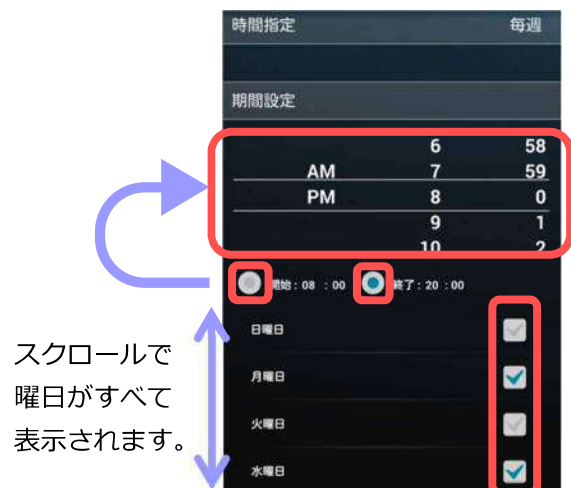 時間指定 毎週
期間設定
6 58
AM 7 59
PM 8 0
9 1
10 2
開始：08 ：00 終了：20 ：00
日曜日
月曜日
火曜日
水曜日
スクロールで
曜日がすべて
表示されます。